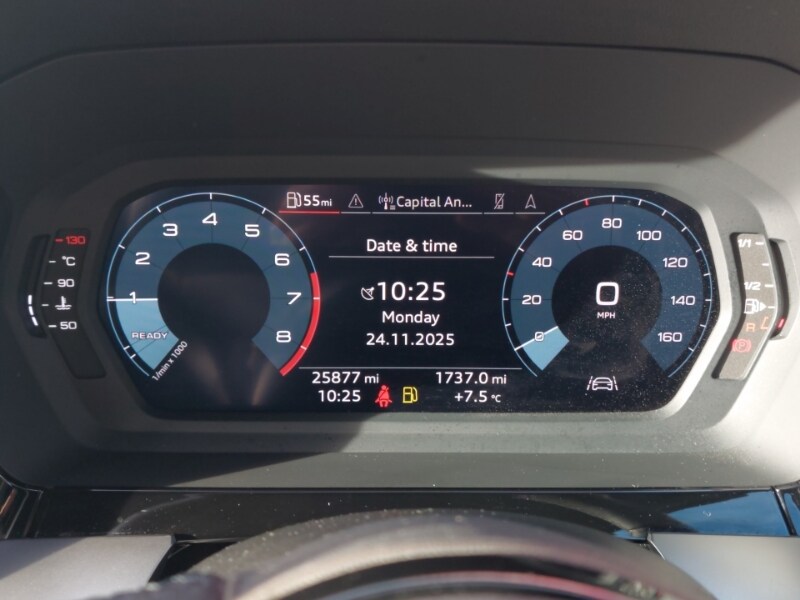 55mi
Capital An...
Date & time
10:25
Monday
24.11.2025
25877 mi
1737.0 mi
10:25
+7.5 °C
1
2
3
4
5
6
7
8
READY
1/min x 1000
0
20
40
60
80
100
120
140
160
0
MPH
130
°C
90
50
1/1
1/2
R